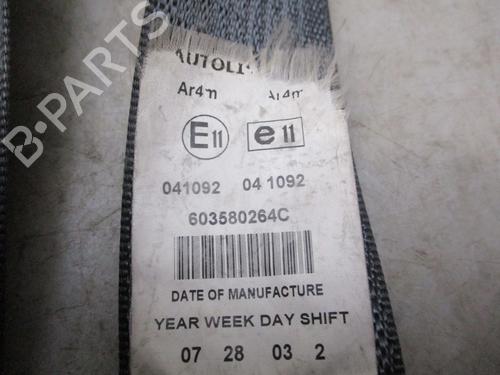 Ar4m Ar4m
E11 e11
041092 04 1092
603580264C
DATE OF MANUFACTURE
YEAR WEEK DAY SHIFT
07 28 03 2
B-PARTS